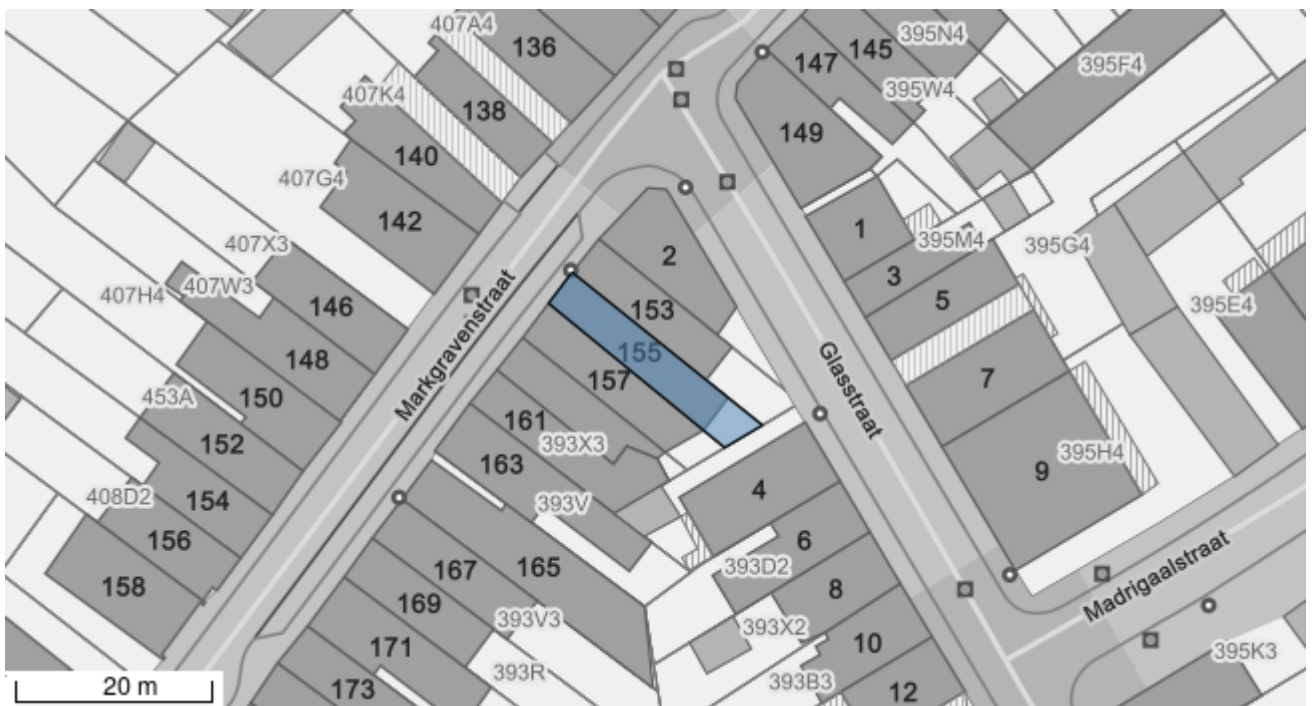 407A4
136
145
395N4
147
395F4
407K4
138
395W4
149
140
407G4
142
1
395M4
395G4
2
407X3
3
407W3
407H4
146
5
395E4
153
148
Markgravenstraat
155
157
Glasstraat
7
453A
150
161
152
393X3
163
395H4
9
4
408D2
154
393V
156
6
165
393D2
158
167
8
Madrigaalstraat
169
393V3
393X2
10
395K3
171
393R
393B3
20 m
173
12